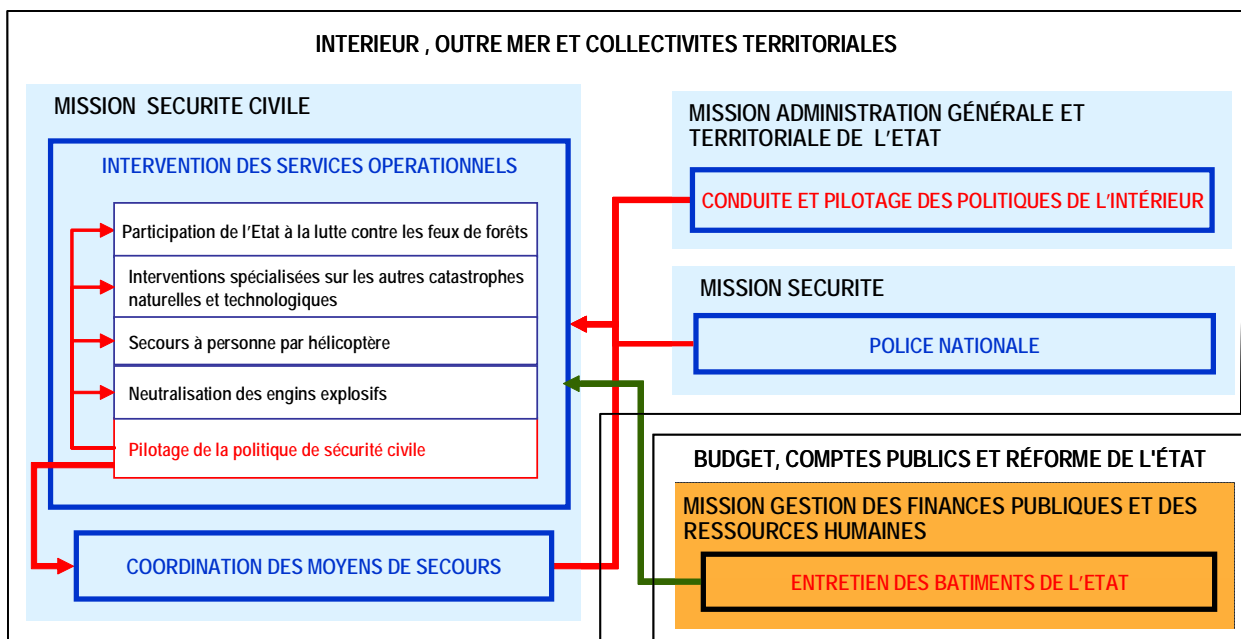 INTERIEUR , OUTRE MER ET COLLECTIVITES TERRITORIALES
MISSION SECURITE CIVILE
INTERVENTION DES SERVICES OPERATIONNELS
Participation de l'Etat à la lutte contre les feux de forêts
Interventions spécialisées sur les autres catastrophes
naturelles et technologiques
Secours à personne par hélicoptère
Neutralisation des engins explosifs
Pilotage de la politique de sécurité civile
COORDINATION DES MOYENS DE SECOURS
MISSION ADMINISTRATION GÉNÉRALE ET
TERRITORIALE DE L'ETAT
CONDUITE ET PILOTAGE DES POLITIQUES DE L'INTÉRIEUR
MISSION SECURITE
POLICE NATIONALE
BUDGET, COMPTES PUBLICS ET RÉFORME DE L'ÉTAT
MISSION GESTION DES FINANCES PUBLIQUES ET DES
RESSOURCES HUMAINES
ENTRETIEN DES BATIMENTS DE L'ETAT